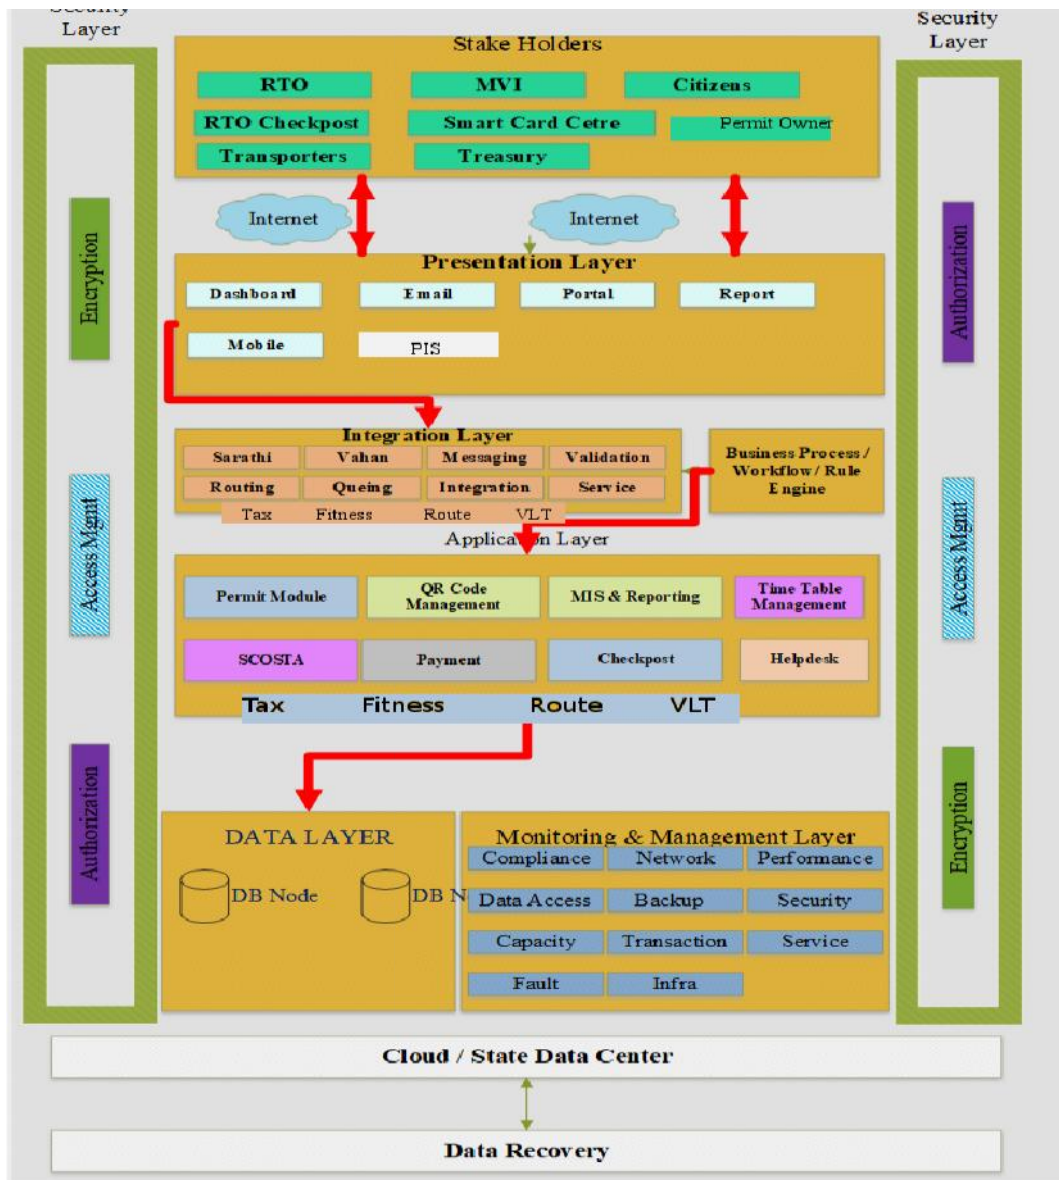 Security
Layer
Security
Layer
Stake Holders
RTO
MVI
Citizens
RTO Checkpost
Smart Card Cetre
Permit Owner
Transporters
Treasury
Internet
Internet
Encryption
Authorization
Presentation Layer
Dashboard
Email
Portal
Report
Mobile
PIS
Integration Layer
Sarathi
Vahan
Messaging
Validation
Routing
Queing
Integration
Service
Tax
Fitness
Route
VLT
Business Process /
Workflow / Rule
Engine
Access Mgmt
Access Mgmt
Application Layer
Permit Module
QR Code
Management
MIS & Reporting
Time Table
Management
SCOSTA
Payment
Checkpost
Helpdesk
Tax
Fitness
Route
VLT
Authorization
Encryption
DATA LAYER
DB Node
DB N
Monitoring & Management Layer
Compliance
Network
Performance
Data Access
Backup
Security
Capacity
Transaction
Service
Fault
Infra
Cloud / State Data Center
Data Recovery